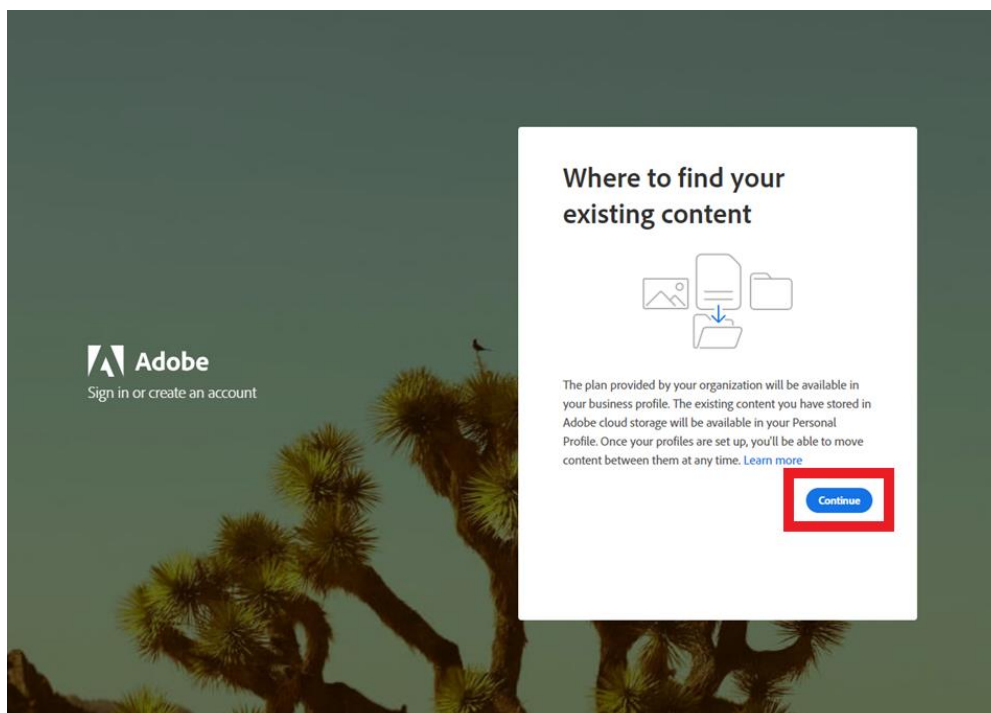 Adobe
Sign in or create an account
Where to find your
existing content
The plan provided by your organization will be available in
your business profile. The existing content you have stored in
Adobe cloud storage will be available in your Personal
Profile. Once your profiles are set up, you'll be able to move
content between them at any time. Learn more
Continue